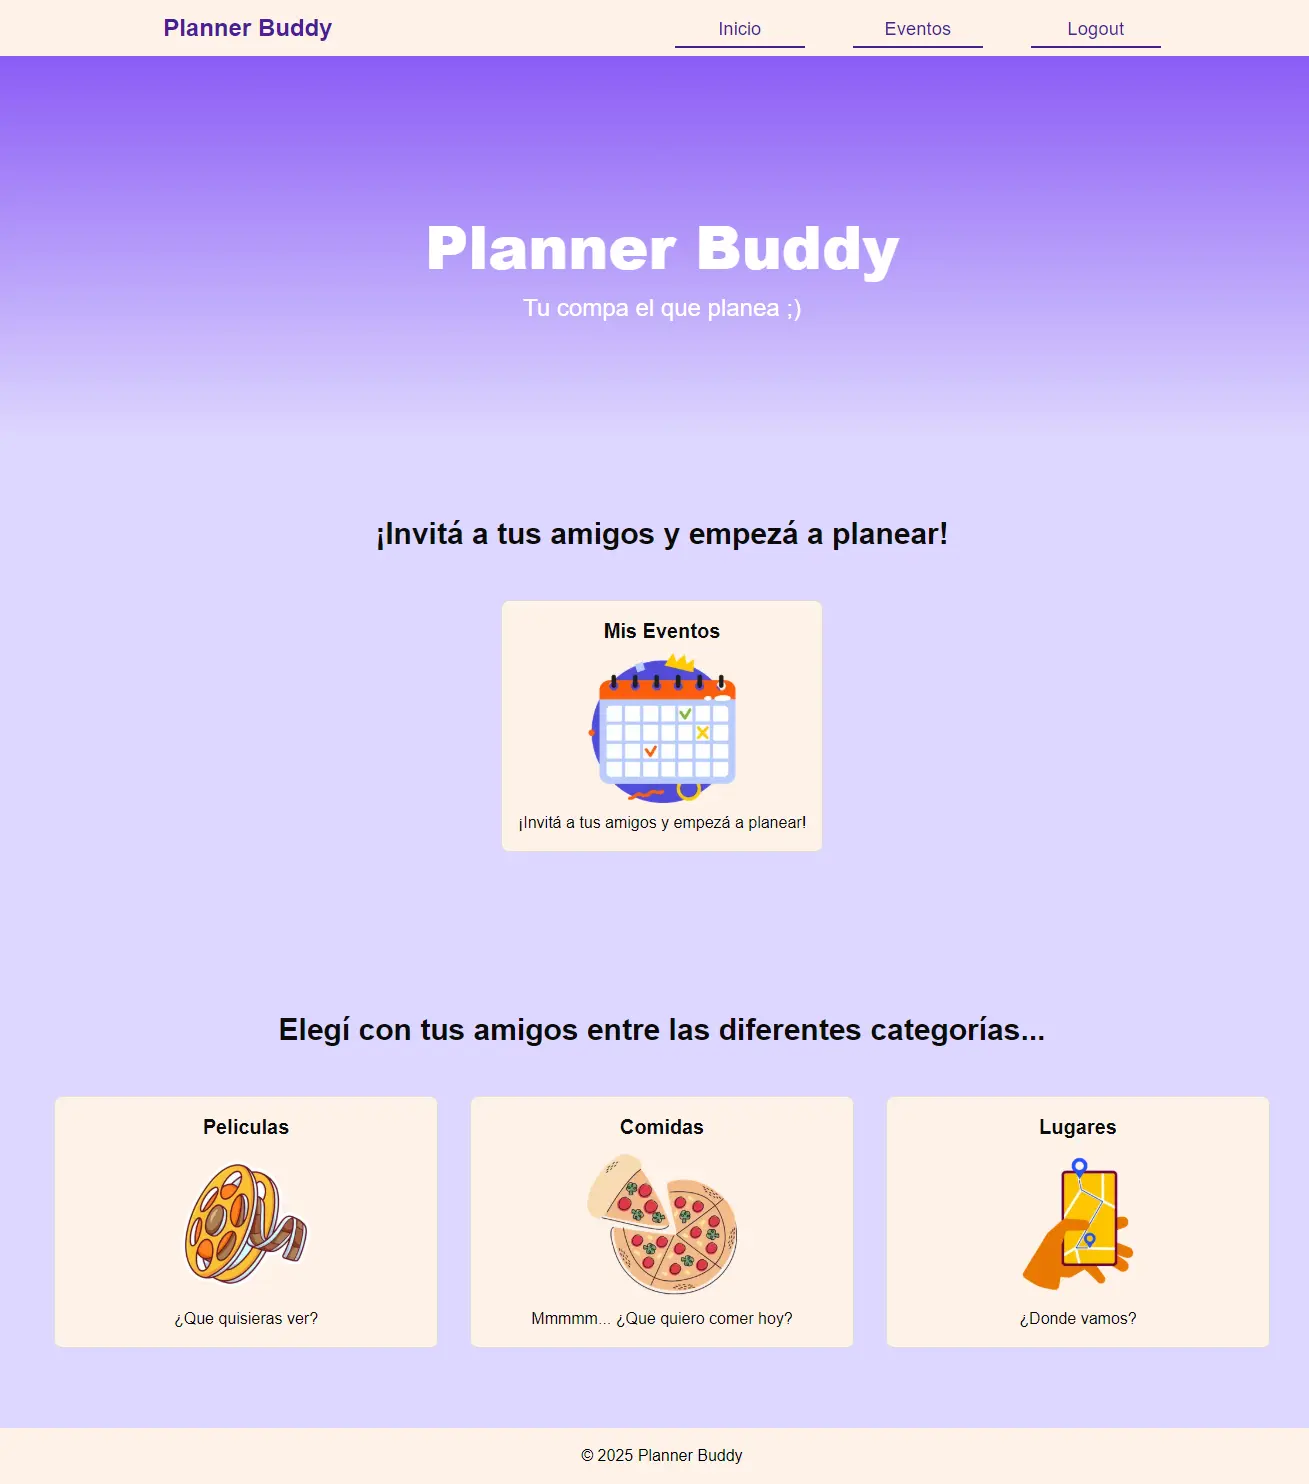 Planner Buddy
Inicio
Eventos
Logout
Planner Buddy
Tu compa el que planea ;)
¡Invitá a tus amigos y empezá a planear!
Mis Eventos
¡Invitá a tus amigos y empezá a planear!
Elegí con tus amigos entre las diferentes categorías...
Peliculas
¿Que quisieras ver?
Comidas
Mmmmm... ¿Que quiero comer hoy?
Lugares
¿Donde vamos?
© 2025 Planner Buddy